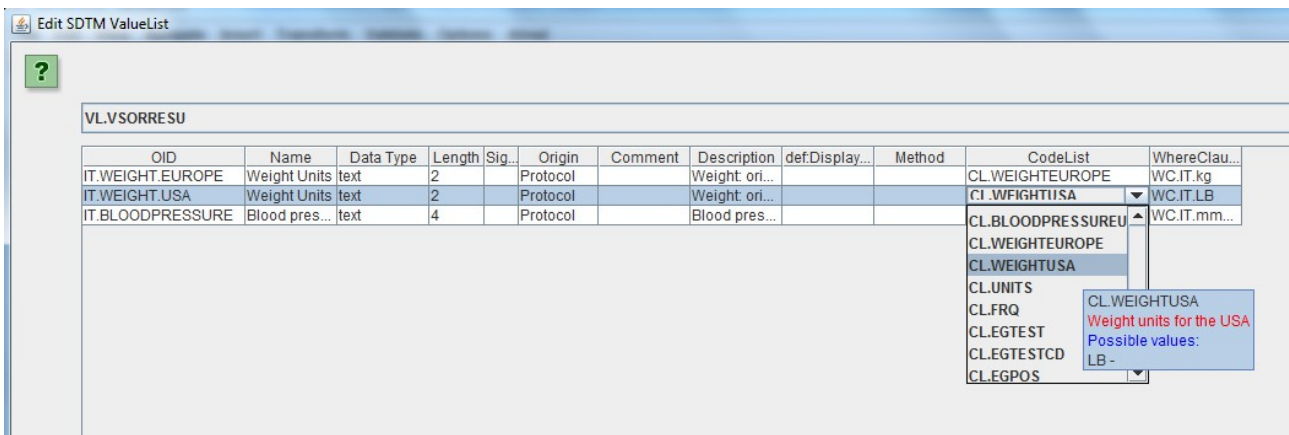 Edit SDTM ValueList
?
VL.VSORRESU
OID Name Data Type Length Sig... Origin Comment Description def:Display... Method CodeList WhereClau...
IT.WEIGHT.EUROPE Weight Units text 2 Protocol Weight: ori... CL.WEIGHTEUROPE WC.IT.kg
IT.WEIGHT.USA Weight Units text 2 Protocol Weight: ori... CL.WEIGHTUSA WC.IT.LB
IT.BLOODPRESSURE Blood pres... text 4 Protocol Blood pres... WC.IT.mm...
CL.BLOODPRESSUREU
CL.WEIGHTEUROPE
CL.WEIGHTUSA
CL.UNITS
CL.FRQ
CL.EGTEST
CL.EGTESTCD
CL.EGPOS
CL.WEIGHTUSA
Weight units for the USA
Possible values:
LB -